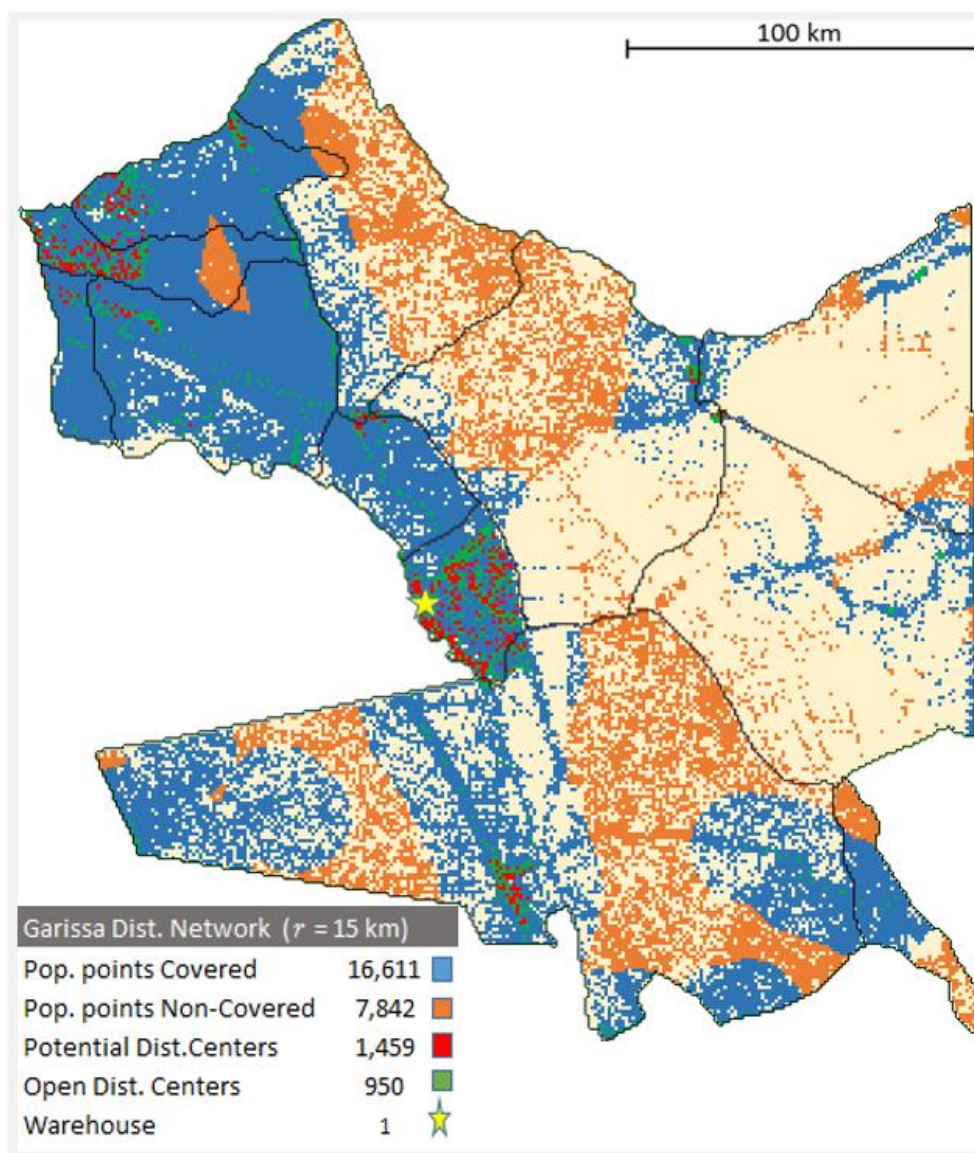 100 km
Garissa Dist. Network (r = 15 km)
Pop. points Covered 16,611
Pop. points Non-Covered 7,842
Potential Dist.Centers 1,459
Open Dist. Centers 950
Warehouse 1